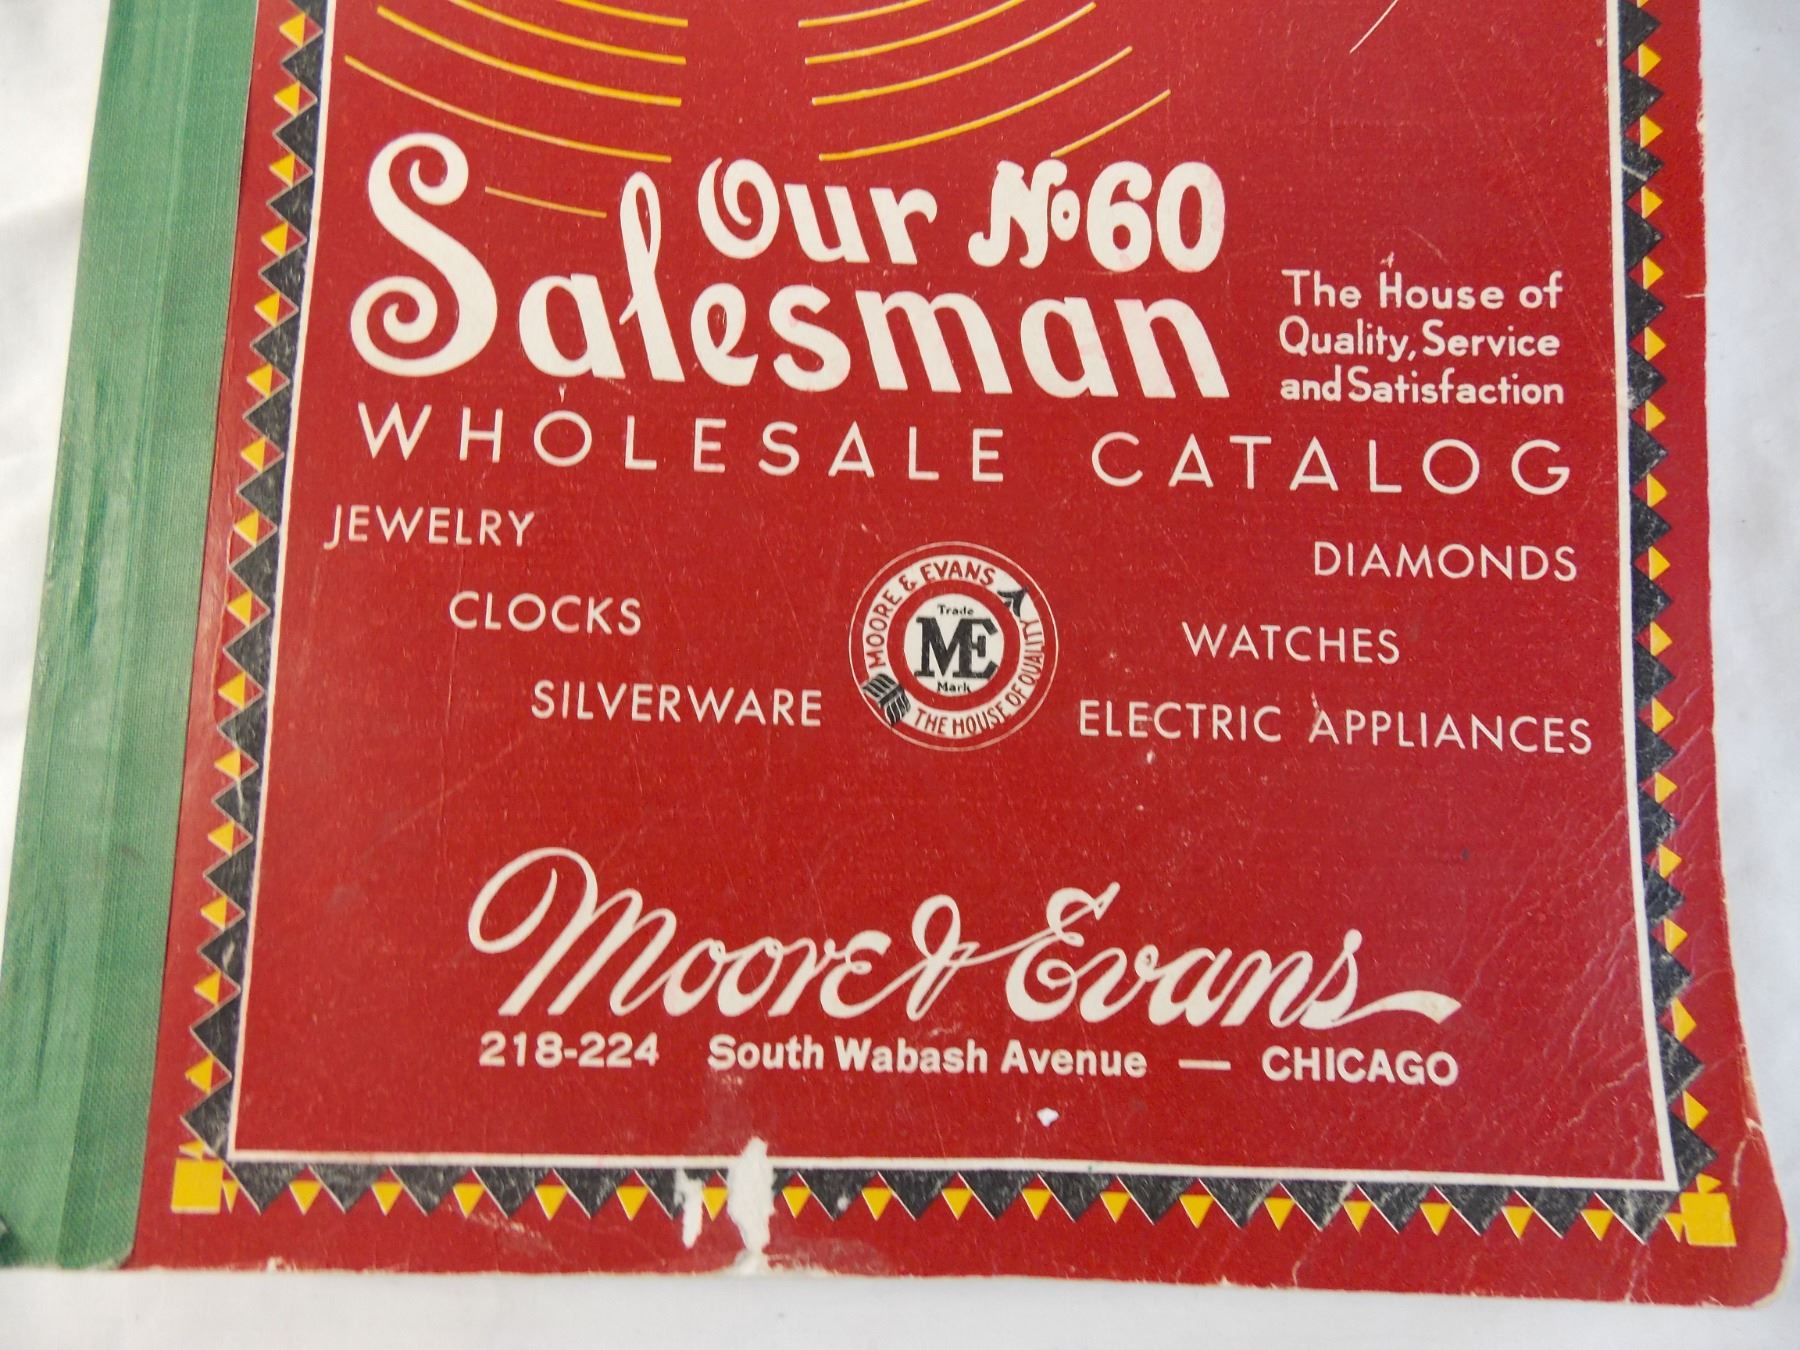 Our No 60
Salesman
The House of
Quality, Service
and Satisfaction
WHOLESALE CATALOG
JEWELRY
DIAMONDS
CLOCKS
WATCHES
SILVERWARE
ELECTRIC APPLIANCES
MOORE & EVANS
Trade
ME
Mark
THE HOUSE OF QUALITY
Moore & Evans
218-224 South Wabash Avenue — CHICAGO